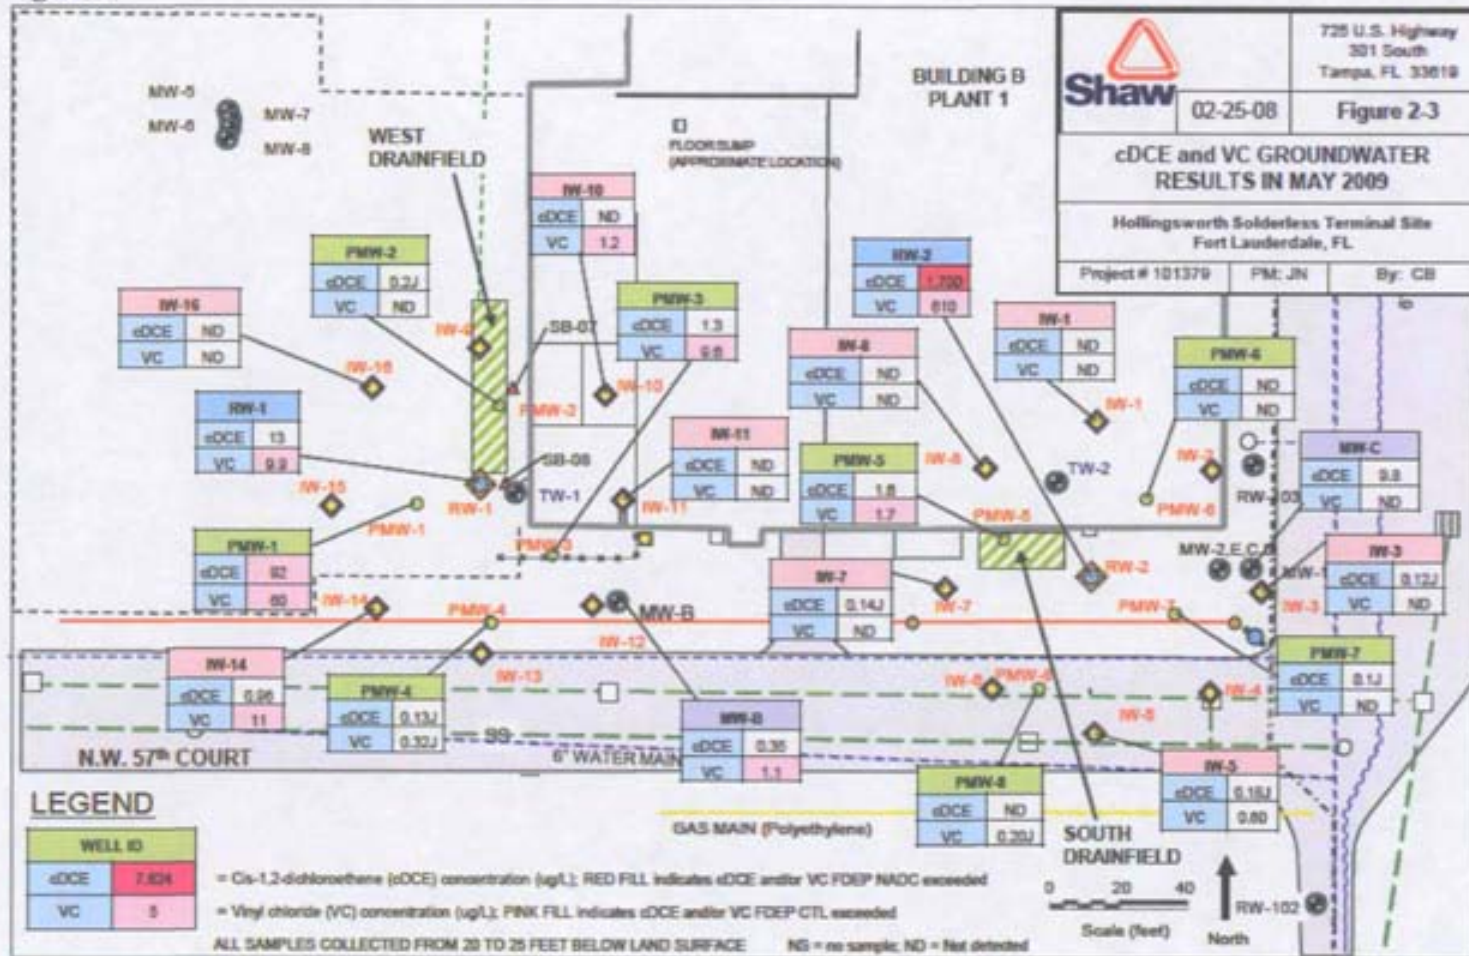 Shaw
725 U.S. Highway
301 South
Tampa, FL 33619
02-25-08
Figure 2-3
cDCE and VC GROUNDWATER
RESULTS IN MAY 2009
Hollingsworth Solderless Terminal Site
Fort Lauderdale, FL
Project # 101379
PM: JN
By: CB
BUILDING B
PLANT 1
MW-5
MW-6
MW-7
MW-8
WEST
DRAINFIELD
FLOOR SUMP
(APPROXIMATE LOCATION)
IW-10
cDCE ND
VC 1.2
PMW-2
cDCE 0.2J
VC ND
IW-16
cDCE ND
VC ND
PMW-3
cDCE 1.3
VC
RW-2
cDCE 1,700
VC 610
IW-1
cDCE ND
VC ND
IW-8
cDCE ND
VC ND
PMW-6
cDCE ND
VC ND
RW-1
cDCE 13
VC 9.9
IW-11
cDCE ND
VC ND
PMW-5
cDCE
VC 1.7
MW-C
cDCE
VC ND
IW-16
SB-07
IW-10
PMW-2
SB-08
IW-15
RW-1
TW-1
IW-11
PMW-1
PMW-3
IW-8
TW-2
IW-1
IW-2
PMW-6
PMW-5
PMW-1
cDCE 92
VC 60
IW-14
PMW-4
IW-12
MW-B
IW-13
IW-7
cDCE 0.14J
VC ND
IW-7
RW-2
PMW-7
MW-1
IW-3
IW-3
cDCE 0.12J
VC ND
PMW-7
cDCE 0.1J
VC ND
IW-14
cDCE 0.96
VC 11
PMW-4
cDCE 0.13J
VC 0.32J
MW-B
cDCE
VC 1.1
IW-4
IW-5
IW-5
cDCE
VC
PMW-8
cDCE ND
VC 0.20J
N.W. 57th COURT
SS
6" WATER MAIN
GAS MAIN (Polyethylene)
SOUTH
DRAINFIELD
0 20 40
Scale (feet)
North
RW-102
LEGEND
WELL ID
cDCE
VC 5
= Cis-1,2-dichloroethene (cDCE) concentration (ug/L); RED FILL indicates cDCE and/or VC FDEP NADC exceeded
= Vinyl chloride (VC) concentration (ug/L); PINK FILL indicates cDCE and/or VC FDEP CTL exceeded
ALL SAMPLES COLLECTED FROM 20 TO 25 FEET BELOW LAND SURFACE
NS = no sample; ND = Not detected